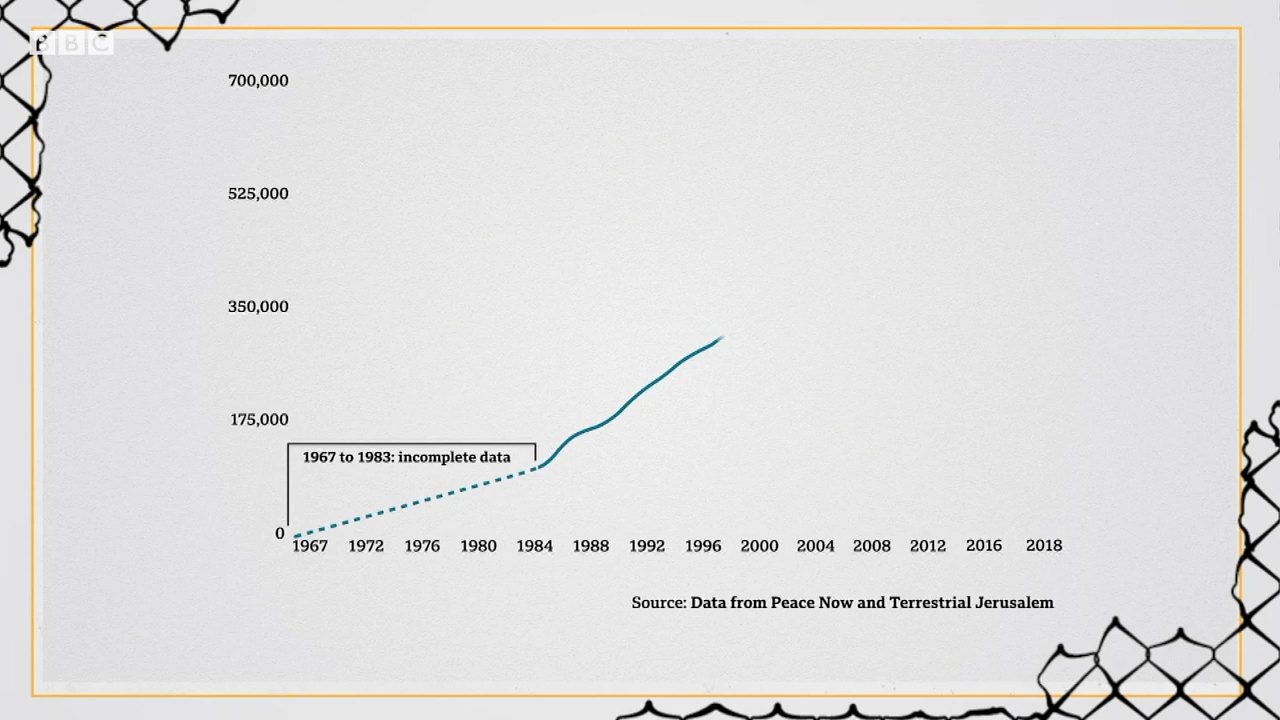 BBC
700,000
525,000
350,000
175,000
1967 to 1983: incomplete data
0
1967 1972 1976 1980 1984 1988 1992 1996 2000 2004 2008 2012 2016 2018
Source: Data from Peace Now and Terrestrial Jerusalem